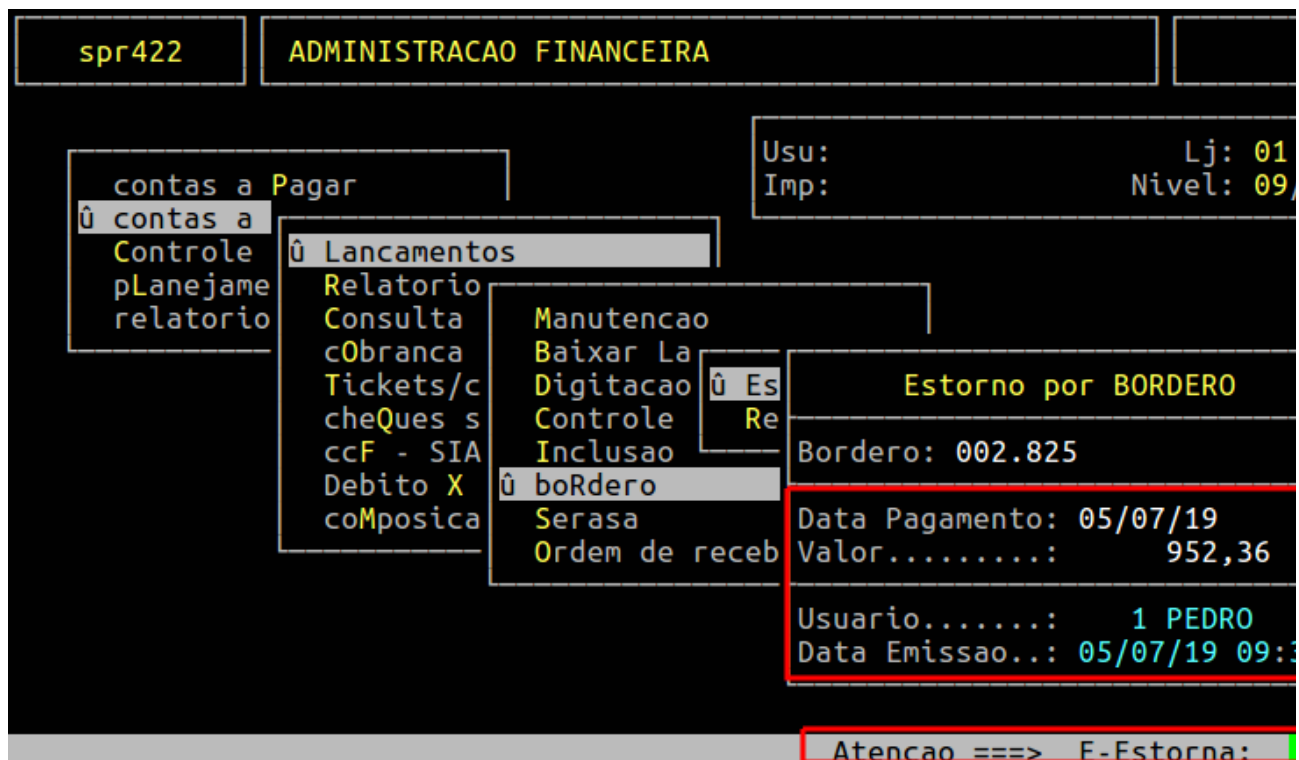 spr422 ADMINISTRACAO FINANCEIRA
Usu: Lj: 01
Imp: Nivel: 09/
contas a Pagar
û contas a
Controle
pLanejame
relatorio
û Lancamentos
Relatorio
Consulta
cObranca
Tickets/c
cheQues s
ccF - SIA
Debito X
coMposica
Manutencao
Baixar La
Digitacao
Controle
Inclusao
û boRdero
Serasa
Ordem de receb
û Es
Re
Estorno por BORDERO
Bordero: 002.825
Data Pagamento: 05/07/19
Valor.........: 952,36
Usuario.......: 1 PEDRO
Data Emissao..: 05/07/19 09:3
Atencao ===> E-Estorna: